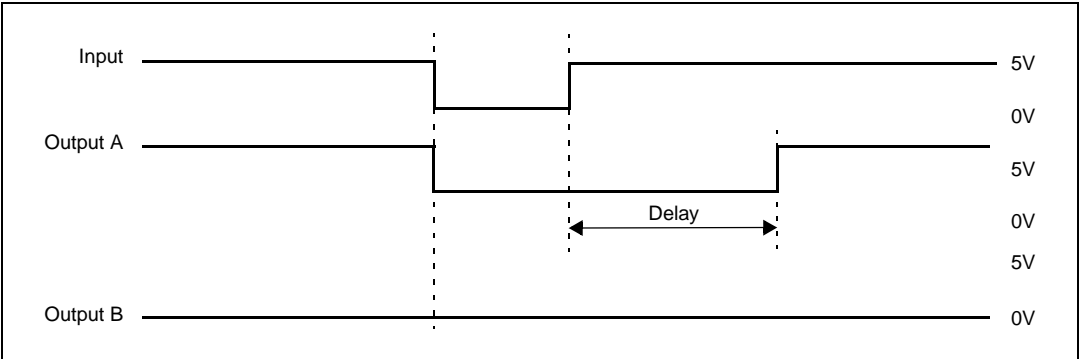 Input
5V
0V
Output A
5V
Delay
0V
5V
Output B
0V